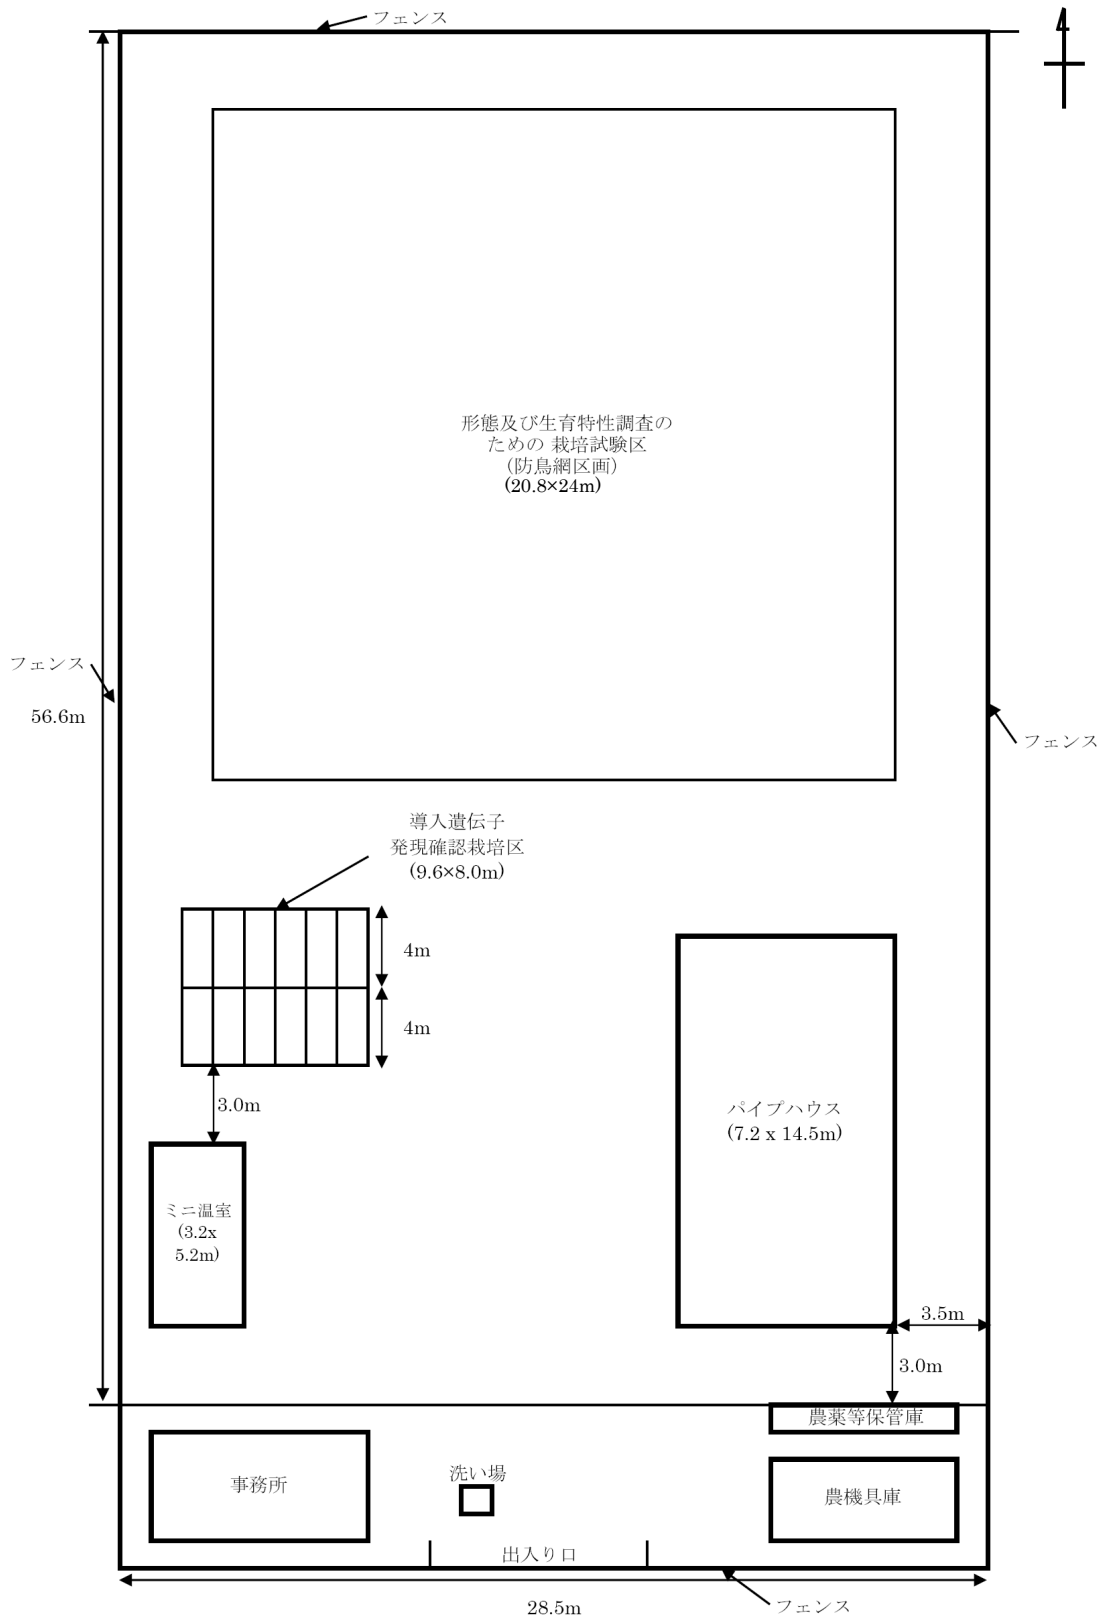 フェンス
形態及び生育特性調査の
ための 栽培試験区
(防鳥網区画)
(20.8×24m)
フェンス
56.6m
フェンス
導入遺伝子
発現確認栽培区
(9.6×8.0m)
4m
4m
3.0m
パイプハウス
(7.2 x 14.5m)
ミニ温室
(3.2x
5.2m)
3.5m
3.0m
農薬等保管庫
事務所
洗い場
農機具庫
出入り口
フェンス
28.5m